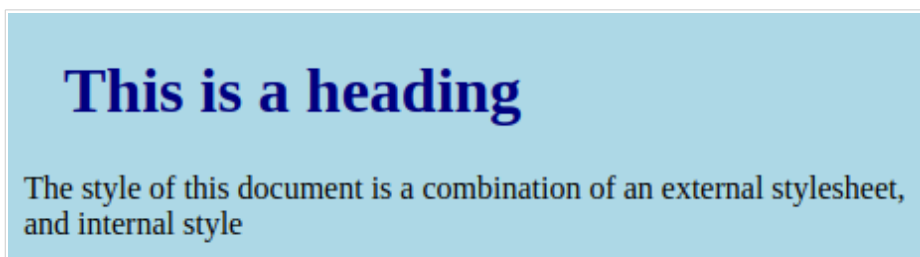 This is a heading
The style of this document is a combination of an external stylesheet,
and internal style